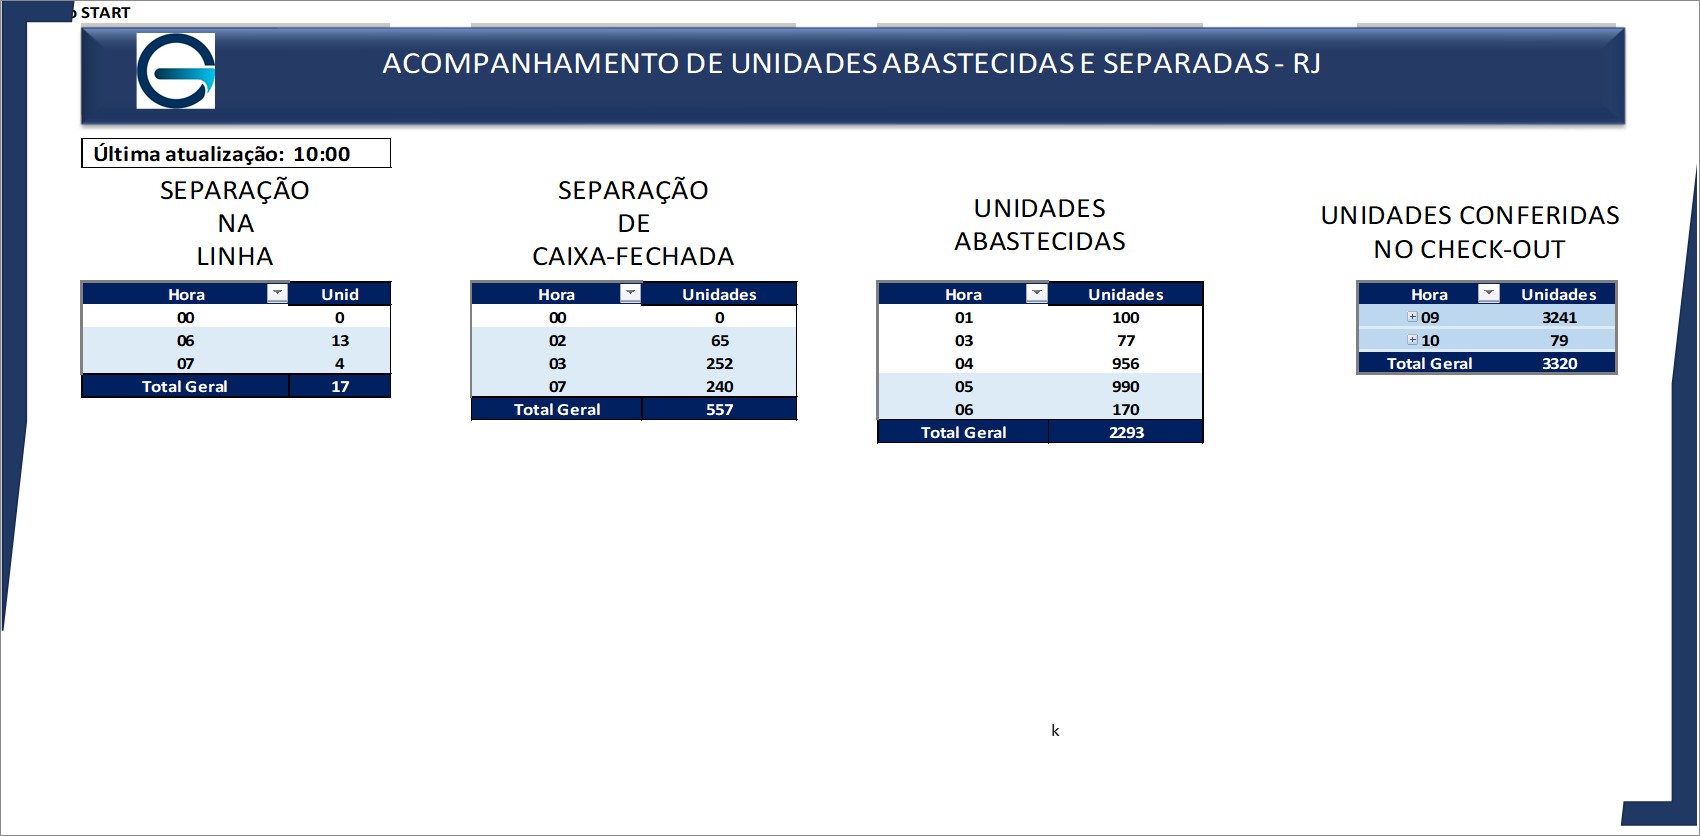 START
ACOMPANHAMENTO DE UNIDADES ABASTECIDAS E SEPARADAS - RJ
Última atualização: 10:00
SEPARAÇÃO
NA
LINHA
Hora Unid
00 0
06 13
07 4
Total Geral 17
SEPARAÇÃO
DE
CAIXA-FECHADA
Hora Unidades
00 0
02 65
03 252
07 240
Total Geral 557
UNIDADES
ABASTECIDAS
Hora Unidades
01 100
03 77
04 956
05 990
06 170
Total Geral 2293
UNIDADES CONFERIDAS
NO CHECK-OUT
Hora Unidades
09 3241
10 79
Total Geral 3320
k